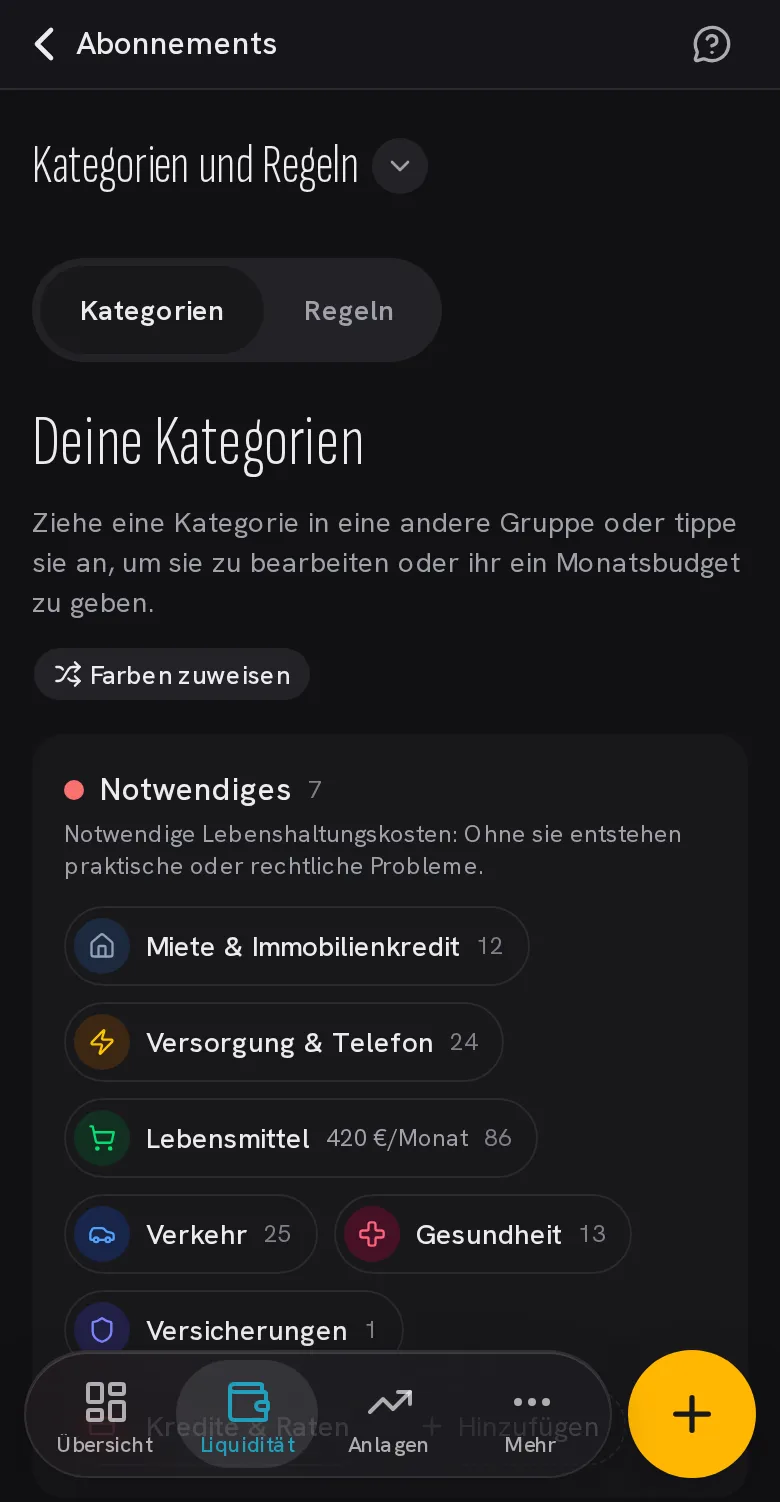 Abonnements
Kategorien und Regeln
Kategorien Regeln
Deine Kategorien
Ziehe eine Kategorie in eine andere Gruppe oder tippe
sie an, um sie zu bearbeiten oder ihr ein Monatsbudget
zu geben.
Farben zuweisen
Notwendiges 7
Notwendige Lebenshaltungskosten: Ohne sie entstehen
praktische oder rechtliche Probleme.
Miete & Immobilienkredit 12
Versorgung & Telefon 24
Lebensmittel 420 €/Monat 86
Verkehr 25 Gesundheit 13
Versicherungen 1
Kredite & Raten + Hinzufügen
Übersicht Liquidität Anlagen Mehr